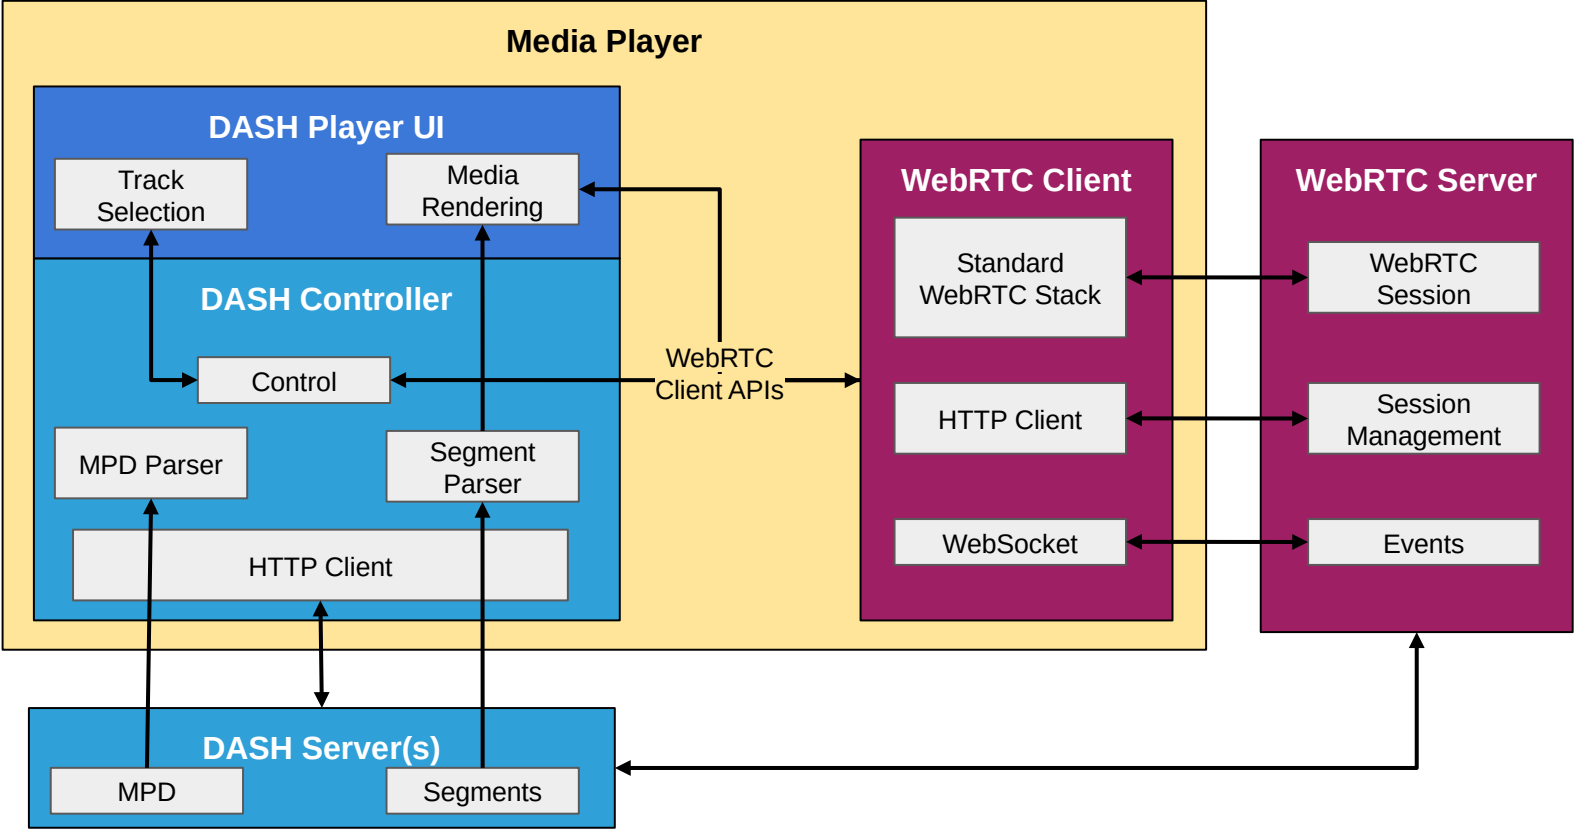 Media Player
DASH Player UI
Track
Selection
Media
Rendering
DASH Controller
Control
MPD Parser
Segment
Parser
HTTP Client
WebRTC
Client APIs
WebRTC Client
Standard
WebRTC Stack
HTTP Client
WebSocket
WebRTC Server
WebRTC
Session
Session
Management
Events
DASH Server(s)
MPD
Segments